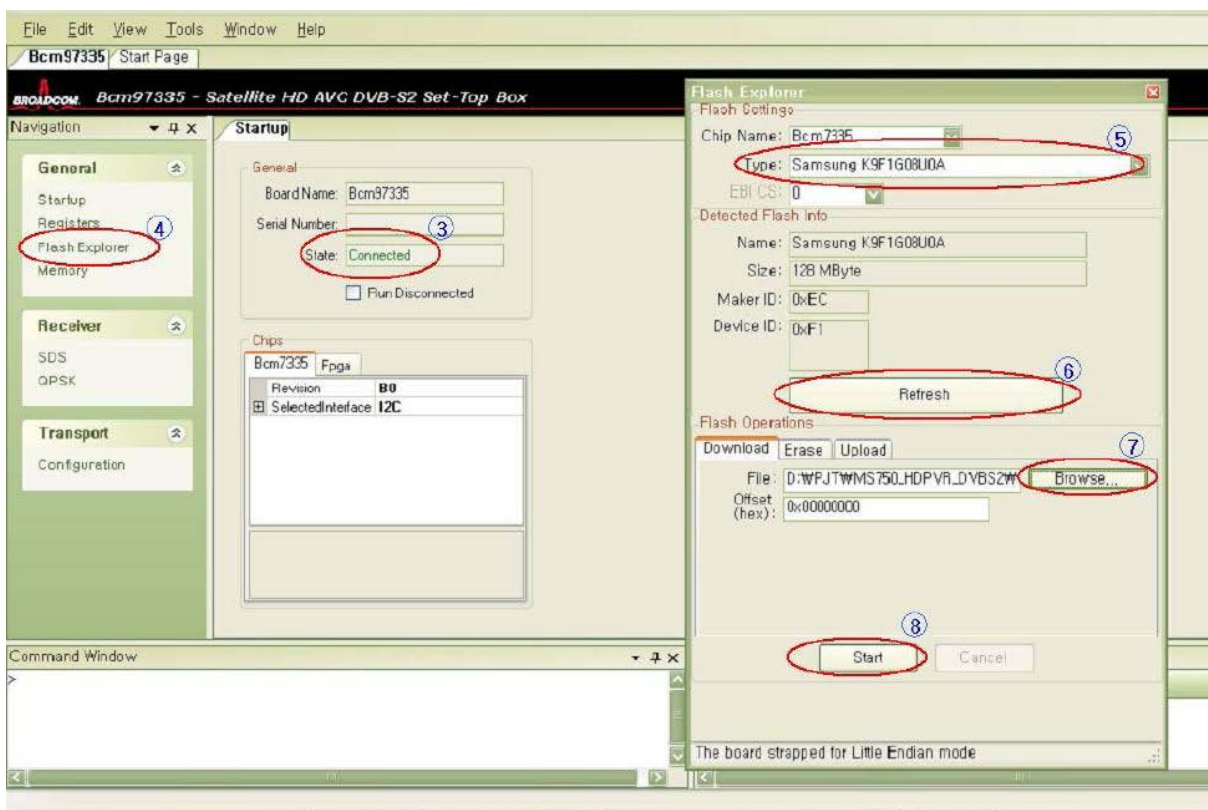 File Edit View Tools Window Help
Bcm97335 Start Page
BROADCOM. Bcm97335 - Satellite HD AVC DVB-S2 Set-Top Box
Navigation
General
Startup
Registers
④
Flash Explorer
Memory
Receiver
SDS
QPSK
Transport
Configuration
Startup
General
Board Name: Bcm97335
Serial Number:
③
State: Connected
Run Disconnected
Chips
Bcm7335 Fpga
Revision B0
SelectedInterface I2C
Command Window
>
Flash Explorer
Flash Settings
Chip Name: Bcm7335
⑤
Type: Samsung K9F1G08U0A
EBI CS: 0
Detected Flash Info
Name: Samsung K9F1G08U0A
Size: 128 MByte
Maker ID: 0xEC
Device ID: 0xF1
⑥
Refresh
Flash Operations
Download Erase Upload
⑦
File: D:₩PJT₩MS750_HDPVR_DVBS2₩ Browse...
Offset (hex): 0x00000000
⑧
Start Cancel
The board strapped for Little Endian mode